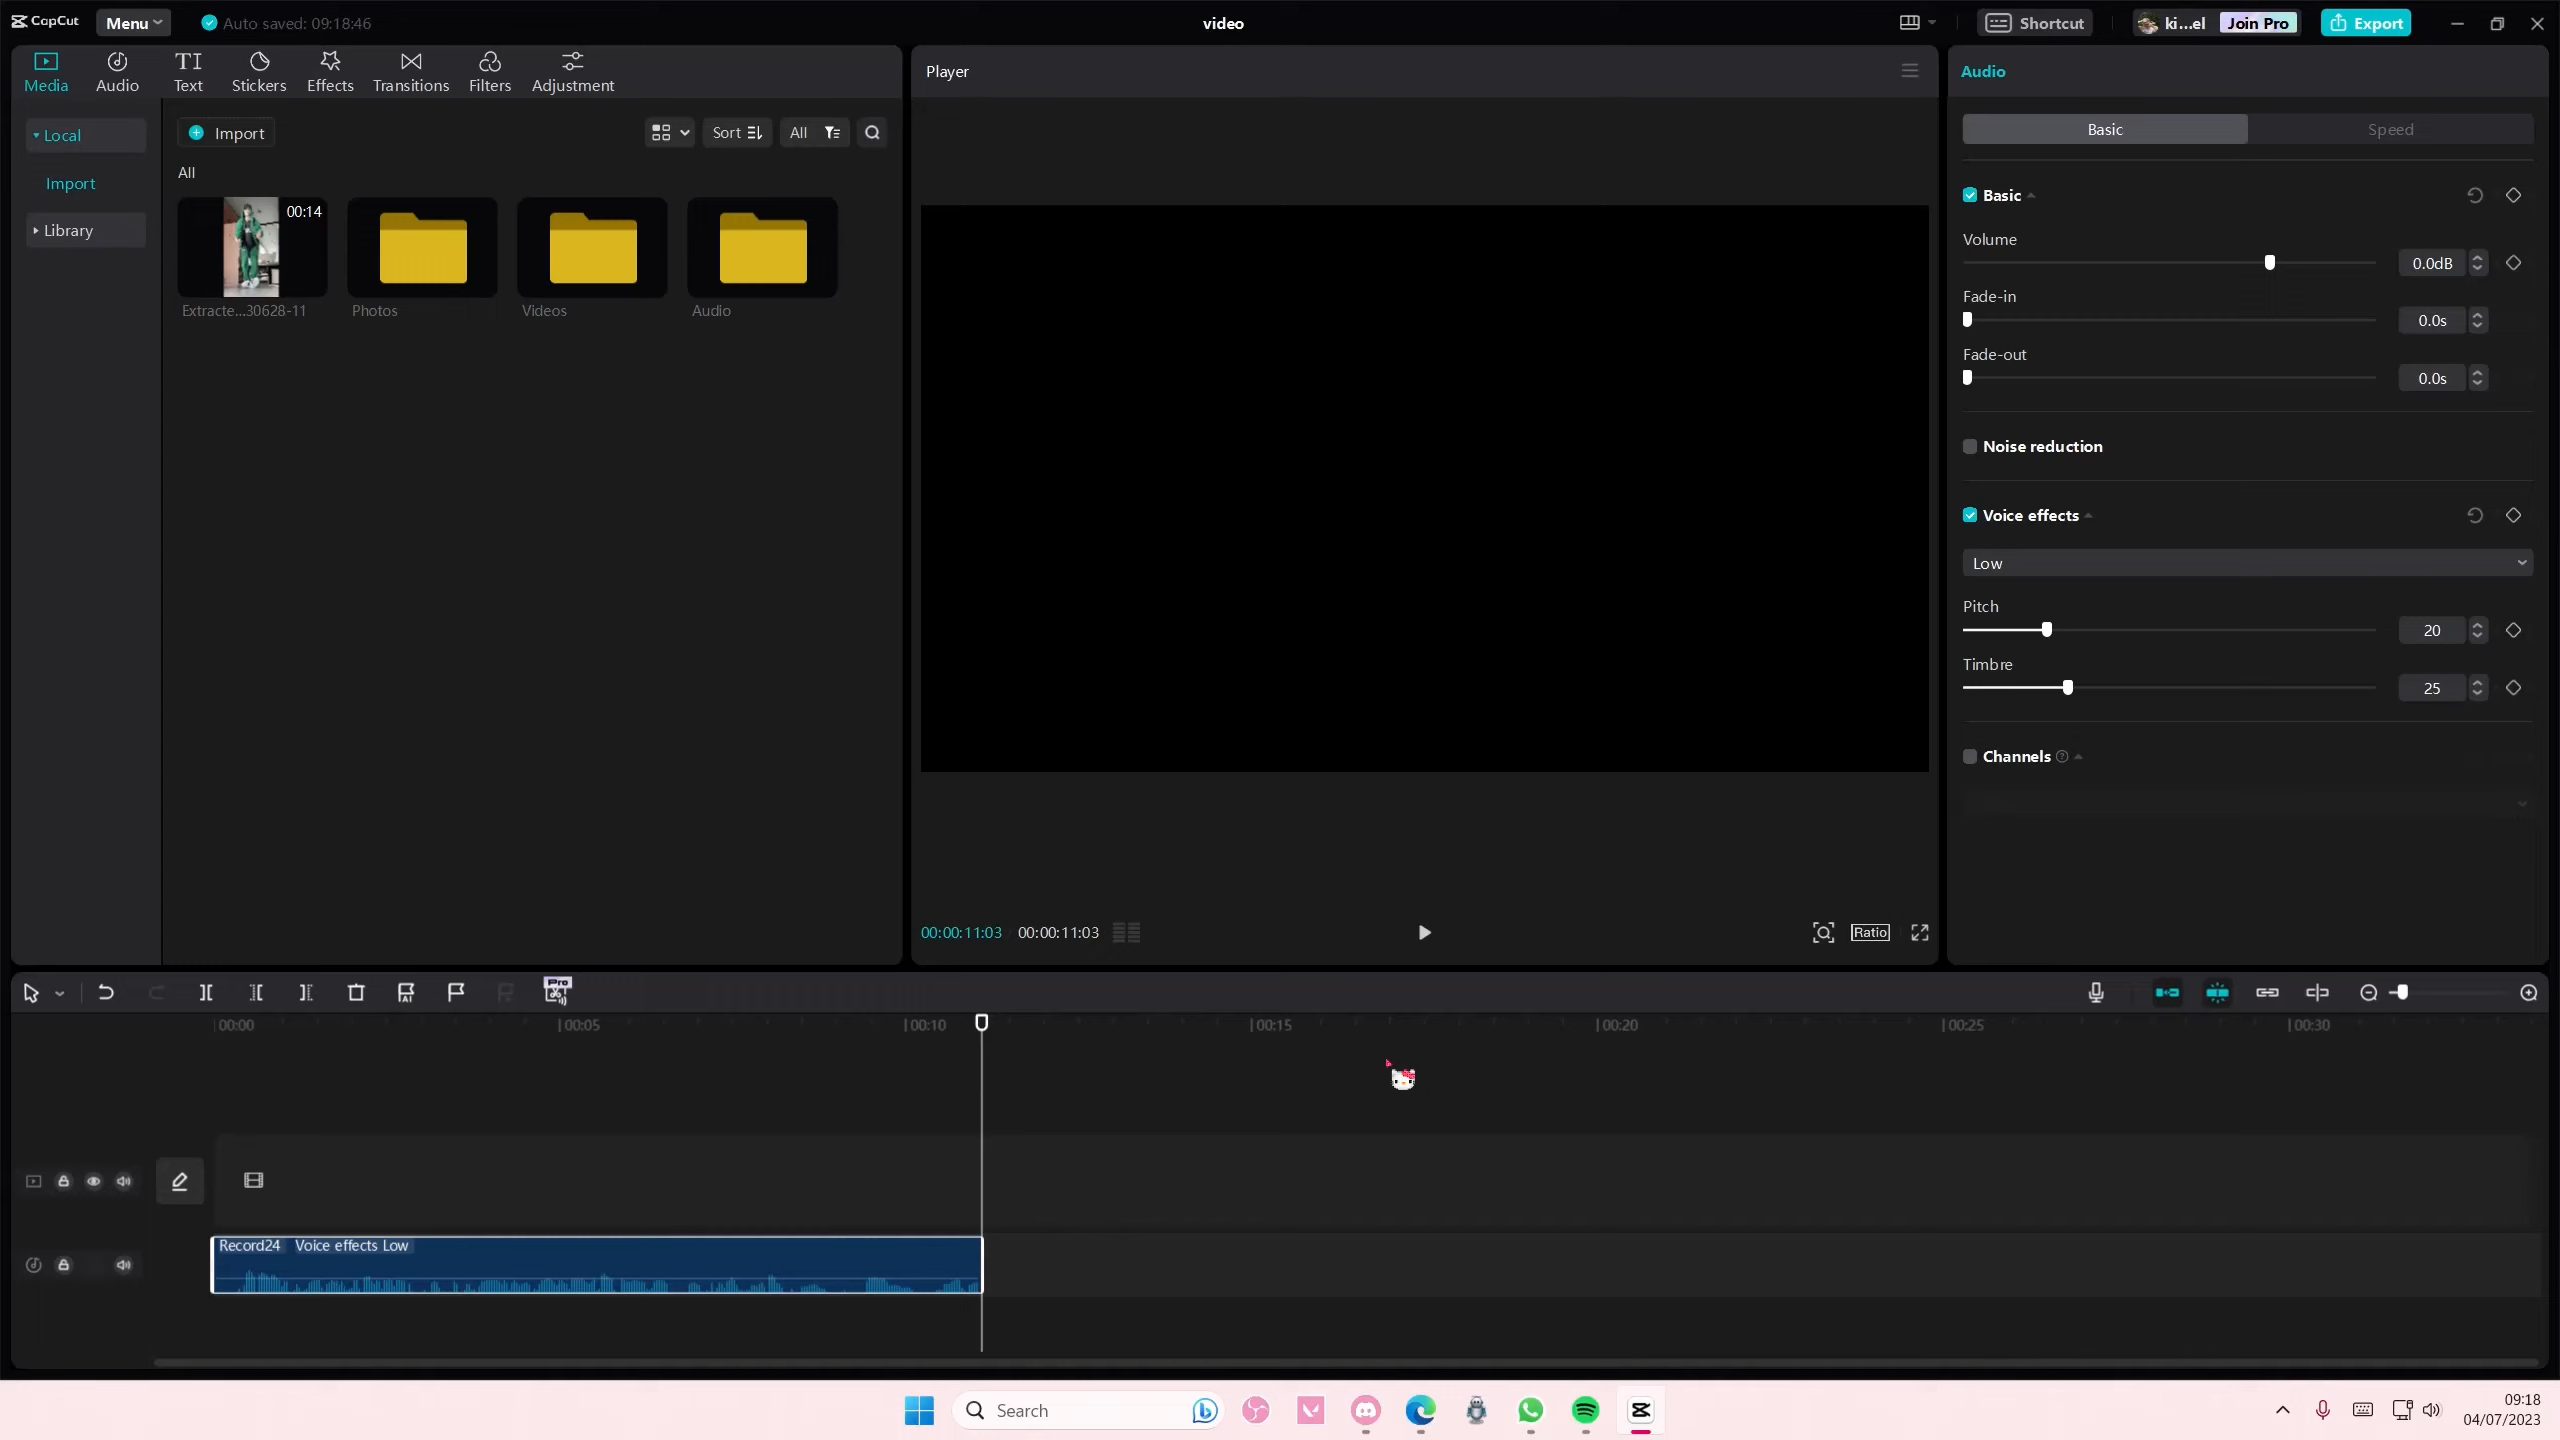 CapCut Menu Auto saved: 09:18:46 video Shortcut ki...el Join Pro Export
Media Audio Text Stickers Effects Transitions Filters Adjustment
Local
Import
Library
Import Sort All
All
00:14
Extracte...30628-11 Photos Videos Audio
Player
00:00:11:03 00:00:11:03 Ratio
Audio
Basic Speed
Basic
Volume
0.0dB
Fade-in
0.0s
Fade-out
0.0s
Noise reduction
Voice effects
Low
Pitch
20
Timbre
25
Channels
Pro
00:00 00:05 00:10 00:15 00:20 00:25 00:30
Record24 Voice effects Low
Search
09:18
04/07/2023